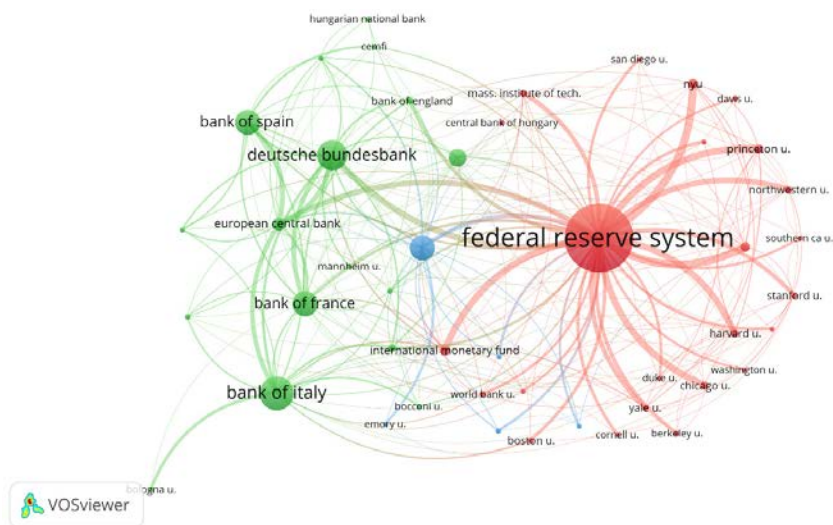 hungarian national bank
cemfi
san diego u.
nyu
mass. institute of tech.
davis u.
bank of england
bank of spain
central bank of hungary
princeton u.
deutsche bundesbank
northwestern u.
european central bank
federal reserve system
southern ca u.
mannheim u.
stanford u.
bank of france
harvard u.
international monetary fund
washington u.
duke u.
chicago u.
bank of italy
world bank u.
bocconi u.
yale u.
emory u.
cornell u.
berkeley u.
boston u.
bologna u.
VOSviewer